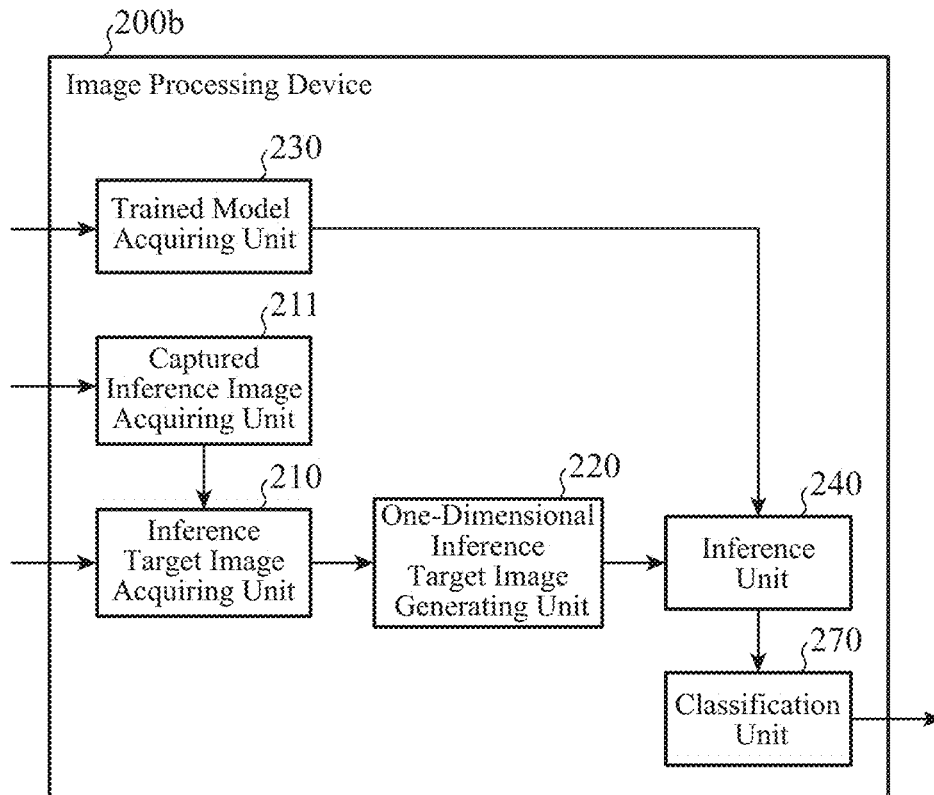 200b
Image Processing Device
230
Trained Model
Acquiring Unit
211
Captured
Inference Image
Acquiring Unit
210
Inference
Target Image
Acquiring Unit
220
One-Dimensional
Inference
Target Image
Generating Unit
240
Inference
Unit
270
Classification
Unit